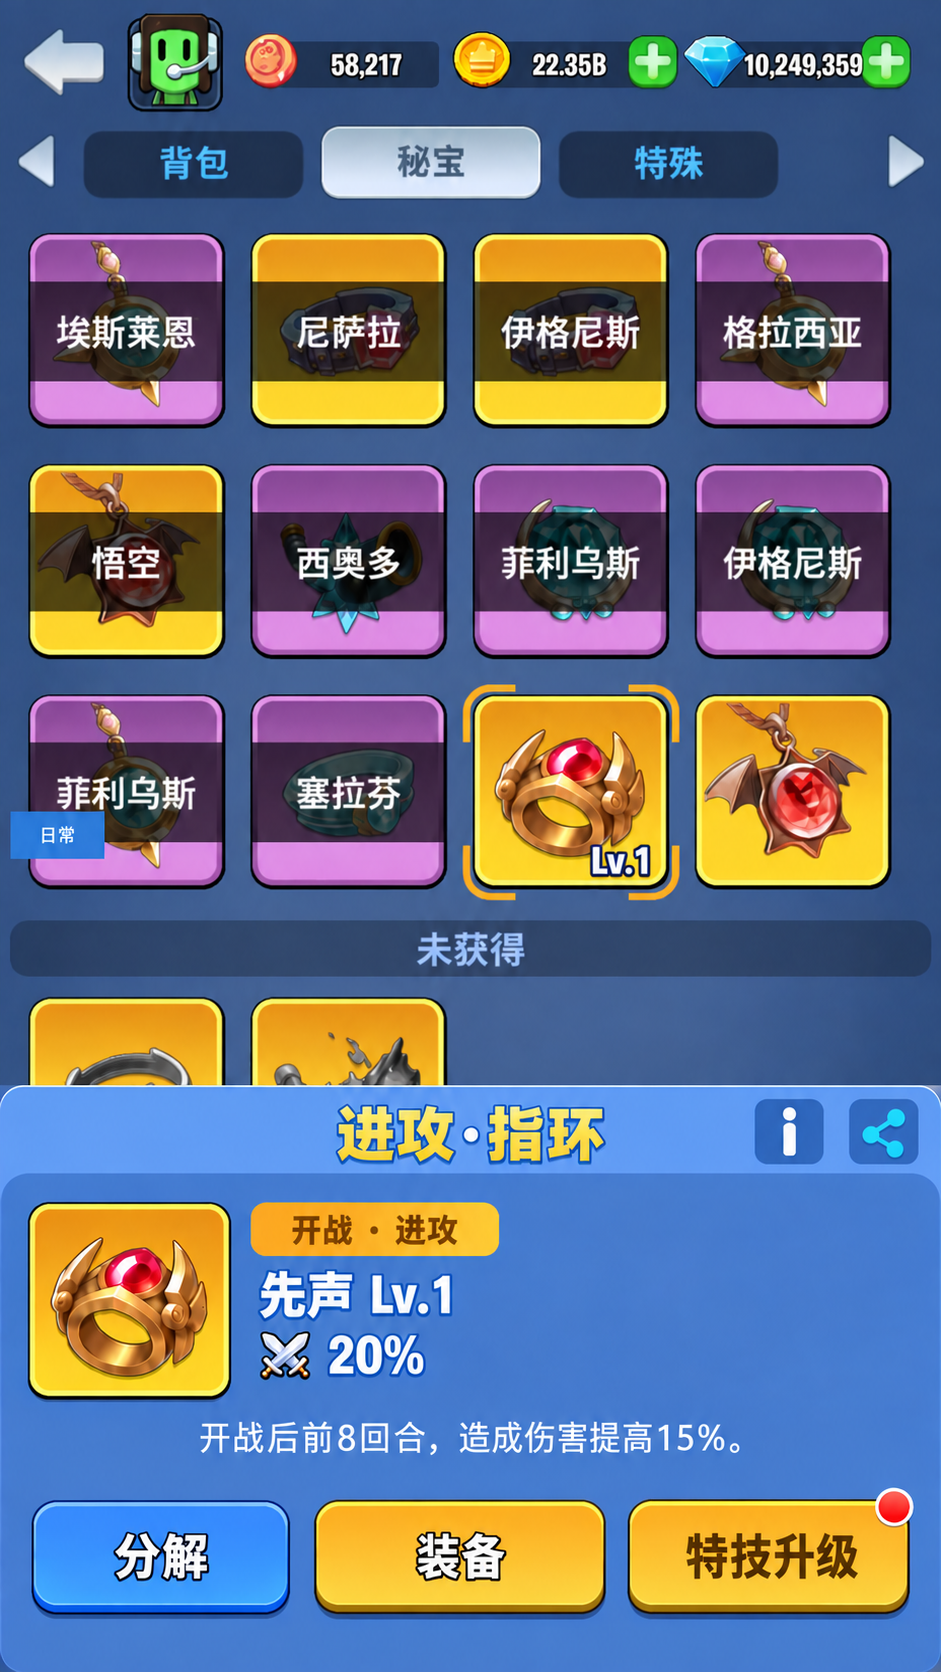 58,217
22.35B
10,249,359
背包
秘宝
特殊
埃斯莱恩
尼萨拉
伊格尼斯
格拉西亚
悟空
西奥多
菲利乌斯
伊格尼斯
菲利乌斯
塞拉芬
Lv.1
日常
未获得
进攻·指环
开战·进攻
先声 Lv.1
20%
开战后前8回合，造成伤害提高15%。
分解
装备
特技升级